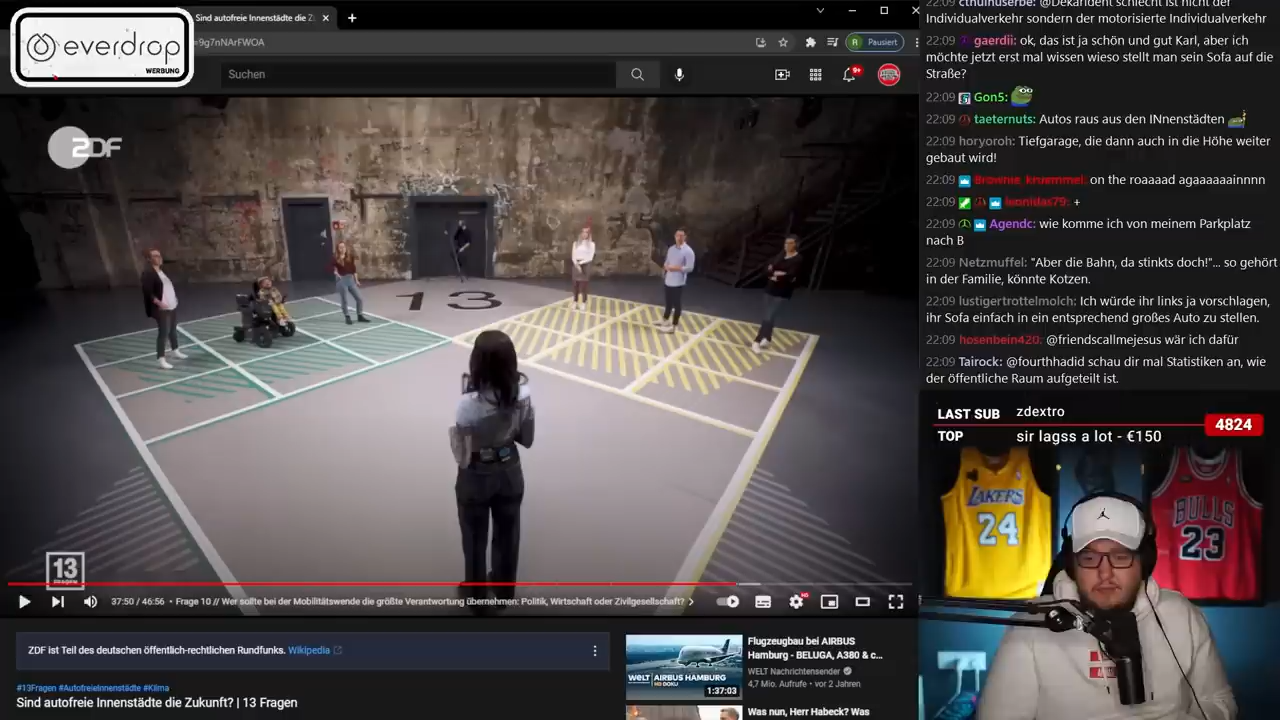 everdrop
WERBUNG
Sind autofreie Innenstädte die Z
=9g7nNArFWOA
R Pausiert
Suchen
9+
ZDF
13
13
FRAGEN
37:50 / 46:56 • Frage 10 // Wer sollte bei der Mobilitätswende die größte Verantwortung übernehmen: Politik, Wirtschaft oder Zivilgesellschaft?
HD
ZDF ist Teil des deutschen öffentlich-rechtlichen Rundfunks. Wikipedia
#13Fragen #AutofreieInnenstädte #Klima
Sind autofreie Innenstädte die Zukunft? | 13 Fragen
WELT AIRBUS HAMBURG
HD DOKU
1:37:03
Flugzeugbau bei AIRBUS
Hamburg - BELUGA, A380 & c...
WELT Nachrichtensender
4,7 Mio. Aufrufe • vor 2 Jahren
Was nun, Herr Habeck? Was
cthulhuserbe: @Dekarldent schlecht ist nicht der
Individualverkehr sondern der motorisierte Individualverkehr
22:09 gaerdii: ok, das ist ja schön und gut Karl, aber ich
möchte jetzt erst mal wissen wieso stellt man sein Sofa auf die
Straße?
22:09 Gon5:
22:09 taeternuts: Autos raus aus den INnenstädten
22:09 horyoroh: Tiefgarage, die dann auch in die Höhe weiter
gebaut wird!
22:09 Brownie_kruemmel: on the roaaaad agaaaaaainnnn
22:09 leonidas79: +
22:09 Agendc: wie komme ich von meinem Parkplatz
nach B
22:09 Netzmuffel: "Aber die Bahn, da stinkts doch!"... so gehört
in der Familie, könnte Kotzen.
22:09 lustigertrottelmolch: Ich würde ihr links ja vorschlagen,
ihr Sofa einfach in ein entsprechend großes Auto zu stellen.
22:09 hosenbein420: @friendscallmejesus wär ich dafür
22:09 Tairock: @fourthhadid schau dir mal Statistiken an, wie
der öffentliche Raum aufgeteilt ist.
LAST SUB zdextro
4824
TOP sir lagss a lot - €150
LAKERS
24
BULLS
23